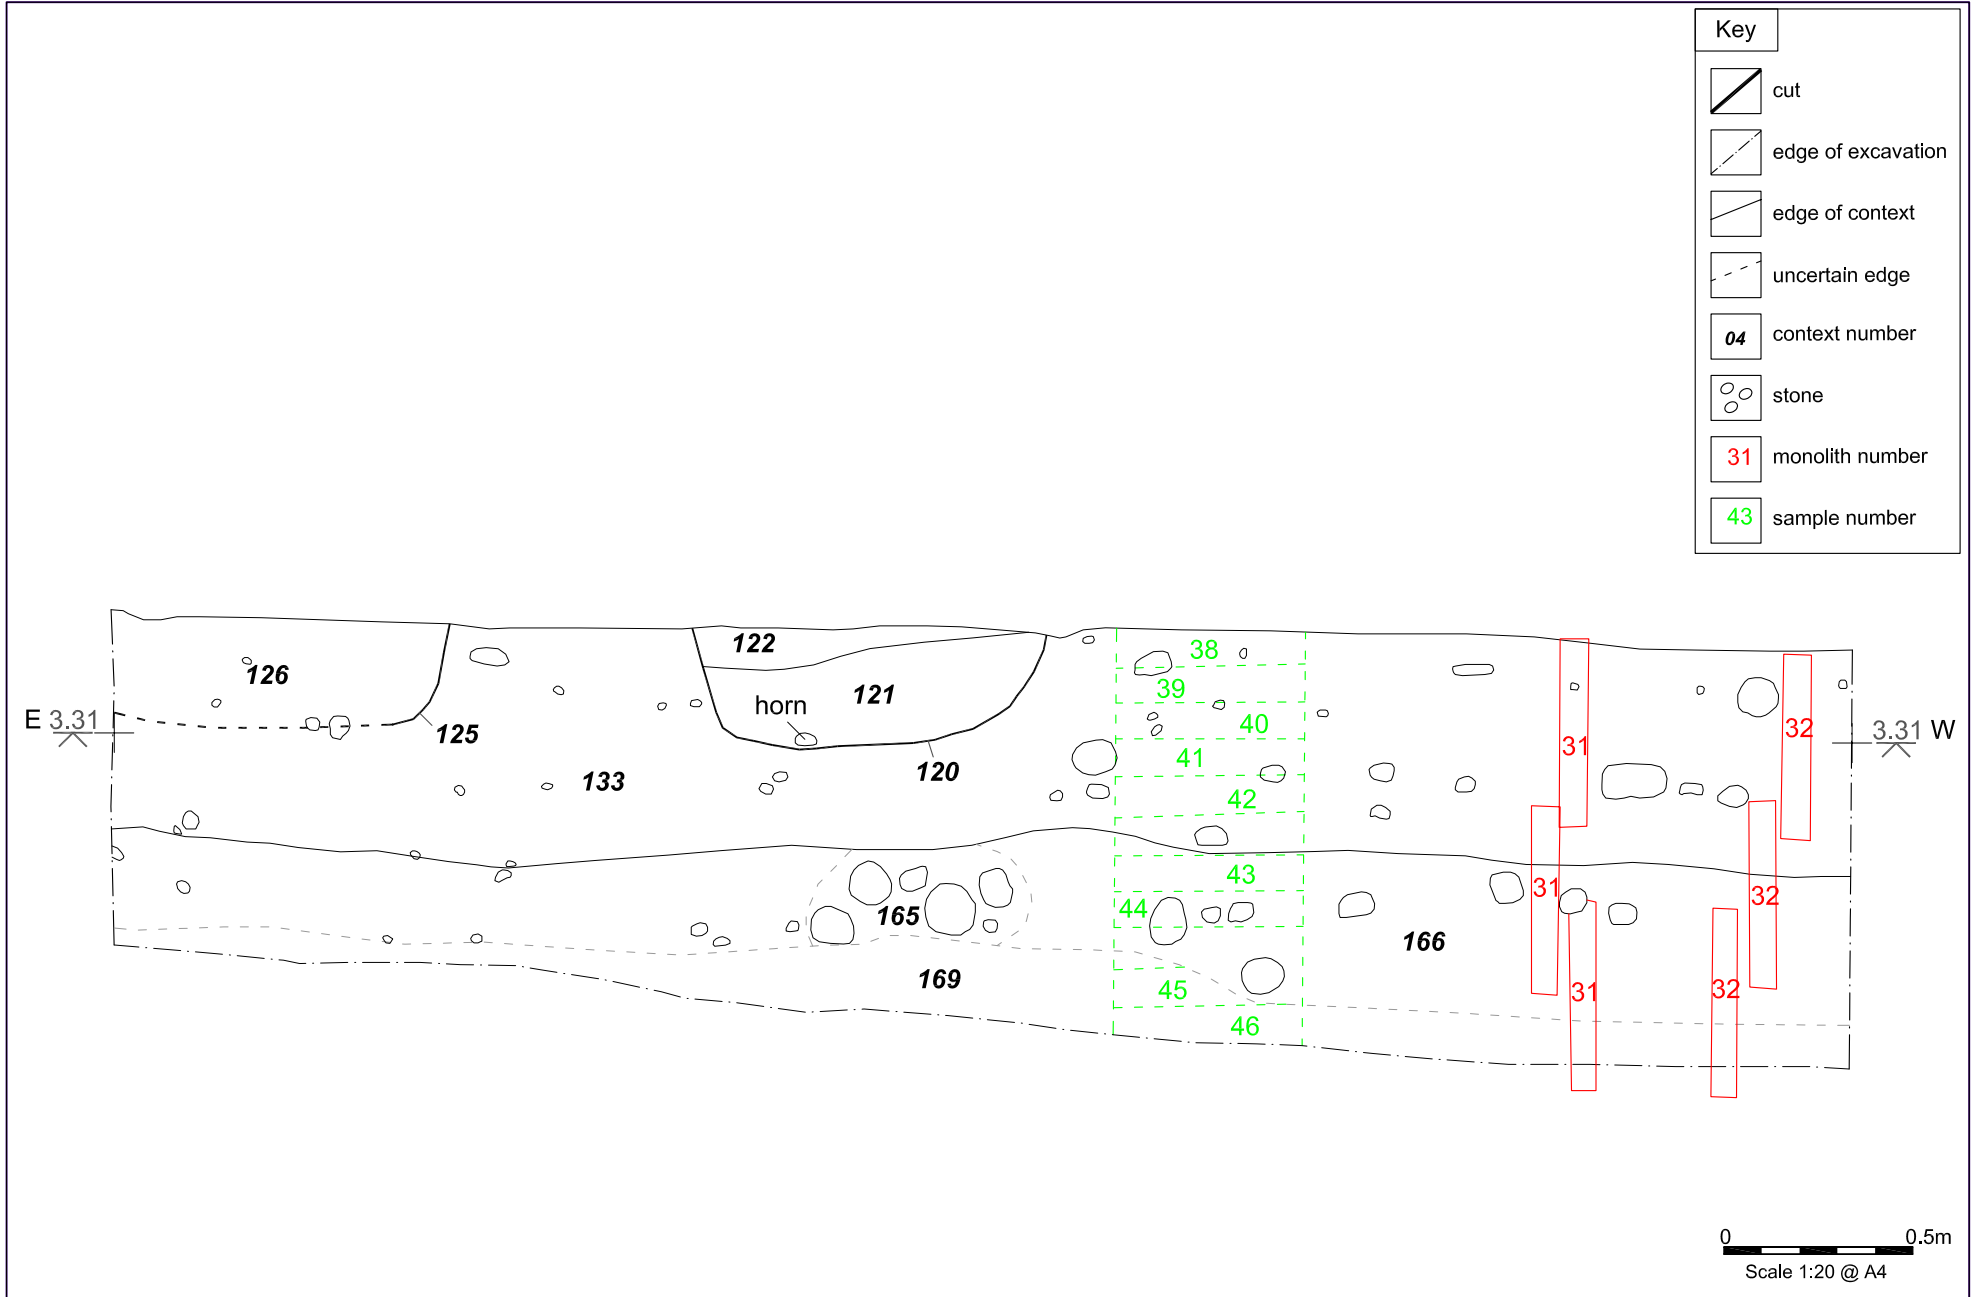 Key
cut
edge of excavation
edge of context
uncertain edge
04 context number
stone
31 monolith number
43 sample number
122
38
126
39
121
horn
E 3.31
40
3.31 W
125
31
32
41
120
133
42
43
31
32
44
165
166
169
45
31
32
46
0 0.5m
Scale 1:20 @ A4